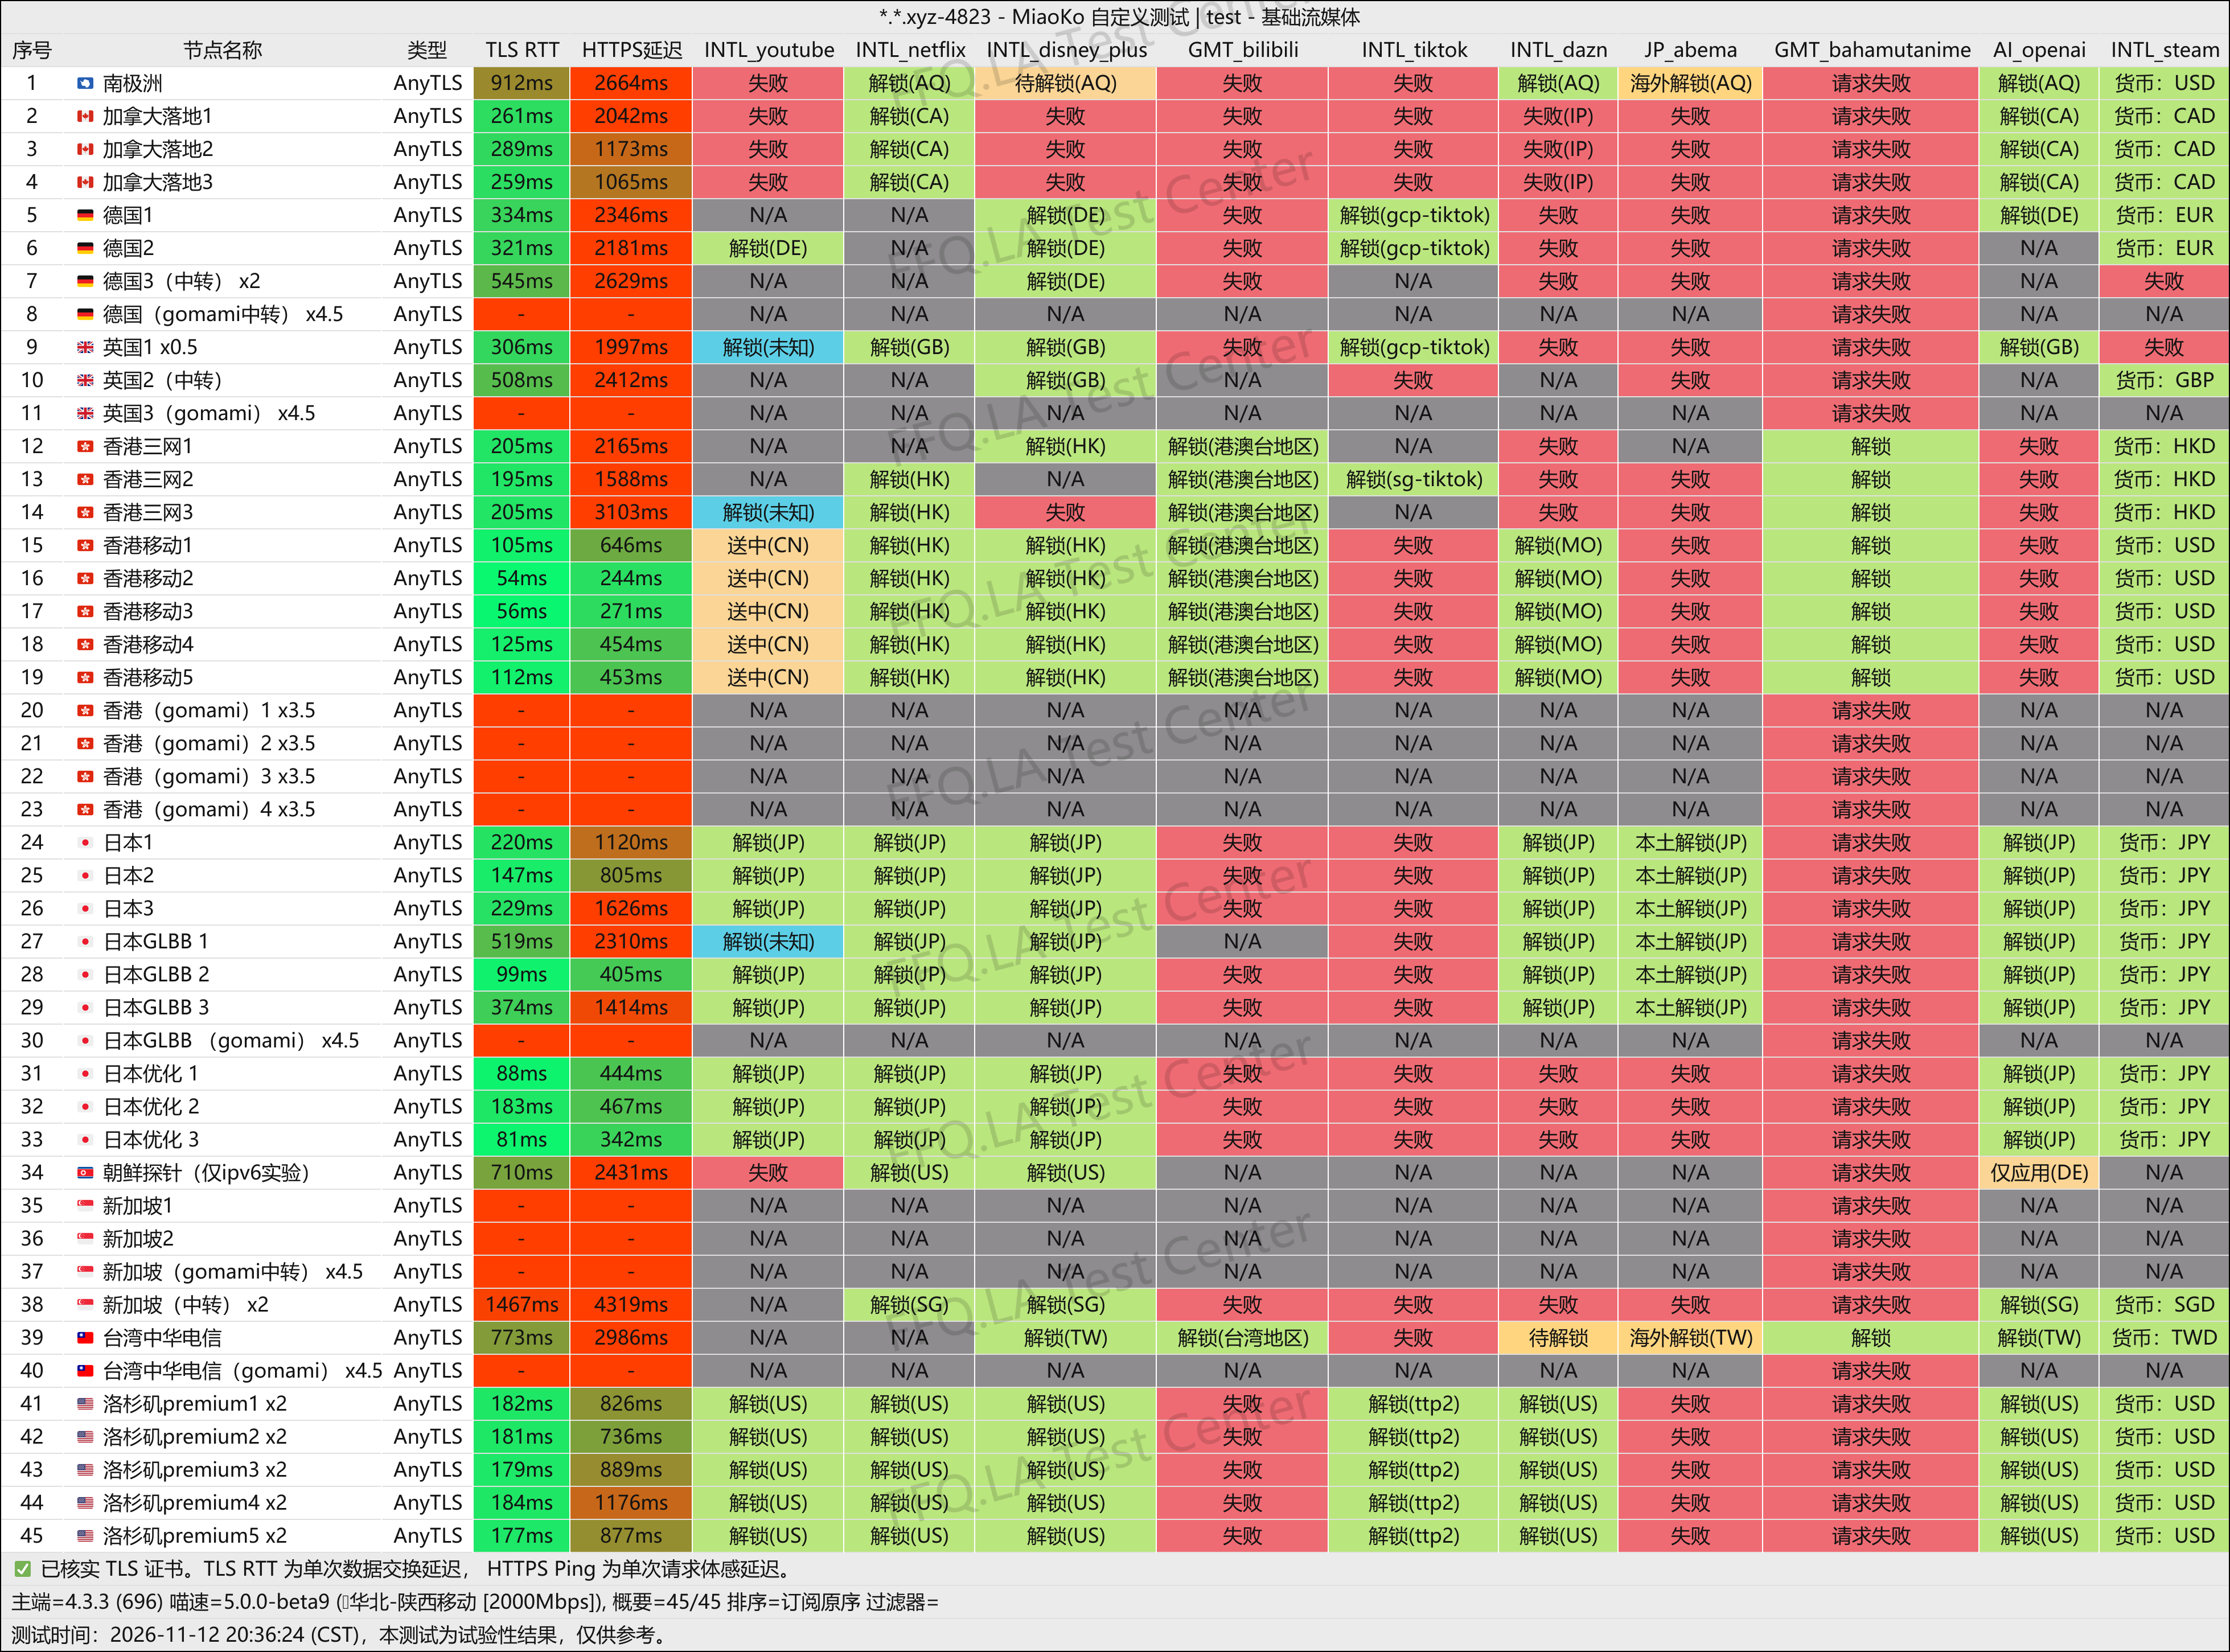 *.*.xyz-4823 - MiaoKo 自定义测试 | test - 基础流媒体
序号 节点名称 类型 TLS RTT HTTPS延迟 INTL_youtube INTL_netflix INTL_disney_plus GMT_bilibili INTL_tiktok INTL_dazn JP_abema GMT_bahamutanime AI_openai INTL_steam
1 南极洲 AnyTLS 912ms 2664ms 失败 解锁(AQ) 待解锁(AQ) 失败 失败 解锁(AQ) 海外解锁(AQ) 请求失败 解锁(AQ) 货币：USD
2 加拿大落地1 AnyTLS 261ms 2042ms 失败 解锁(CA) 失败 失败 失败 失败(IP) 失败 请求失败 解锁(CA) 货币：CAD
3 加拿大落地2 AnyTLS 289ms 1173ms 失败 解锁(CA) 失败 失败 失败 失败(IP) 失败 请求失败 解锁(CA) 货币：CAD
4 加拿大落地3 AnyTLS 259ms 1065ms 失败 解锁(CA) 失败 失败 失败 失败(IP) 失败 请求失败 解锁(CA) 货币：CAD
5 德国1 AnyTLS 334ms 2346ms N/A N/A 解锁(DE) 失败 解锁(gcp-tiktok) 失败 失败 请求失败 解锁(DE) 货币：EUR
6 德国2 AnyTLS 321ms 2181ms 解锁(DE) N/A 解锁(DE) 失败 解锁(gcp-tiktok) 失败 失败 请求失败 N/A 货币：EUR
7 德国3（中转） x2 AnyTLS 545ms 2629ms N/A N/A 解锁(DE) 失败 N/A 失败 失败 请求失败 N/A 失败
8 德国（gomami中转） x4.5 AnyTLS - - N/A N/A N/A N/A N/A N/A N/A 请求失败 N/A N/A
9 英国1 x0.5 AnyTLS 306ms 1997ms 解锁(未知) 解锁(GB) 解锁(GB) 失败 解锁(gcp-tiktok) 失败 失败 请求失败 解锁(GB) 失败
10 英国2（中转） AnyTLS 508ms 2412ms N/A N/A 解锁(GB) N/A 失败 N/A 失败 请求失败 N/A 货币：GBP
11 英国3（gomami） x4.5 AnyTLS - - N/A N/A N/A N/A N/A N/A N/A 请求失败 N/A N/A
12 香港三网1 AnyTLS 205ms 2165ms N/A N/A 解锁(HK) 解锁(港澳台地区) N/A 失败 N/A 解锁 失败 货币：HKD
13 香港三网2 AnyTLS 195ms 1588ms N/A 解锁(HK) N/A 解锁(港澳台地区) 解锁(sg-tiktok) 失败 失败 解锁 失败 货币：HKD
14 香港三网3 AnyTLS 205ms 3103ms 解锁(未知) 解锁(HK) 失败 解锁(港澳台地区) N/A 失败 失败 解锁 失败 货币：HKD
15 香港移动1 AnyTLS 105ms 646ms 送中(CN) 解锁(HK) 解锁(HK) 解锁(港澳台地区) 失败 解锁(MO) 失败 解锁 失败 货币：USD
16 香港移动2 AnyTLS 54ms 244ms 送中(CN) 解锁(HK) 解锁(HK) 解锁(港澳台地区) 失败 解锁(MO) 失败 解锁 失败 货币：USD
17 香港移动3 AnyTLS 56ms 271ms 送中(CN) 解锁(HK) 解锁(HK) 解锁(港澳台地区) 失败 解锁(MO) 失败 解锁 失败 货币：USD
18 香港移动4 AnyTLS 125ms 454ms 送中(CN) 解锁(HK) 解锁(HK) 解锁(港澳台地区) 失败 解锁(MO) 失败 解锁 失败 货币：USD
19 香港移动5 AnyTLS 112ms 453ms 送中(CN) 解锁(HK) 解锁(HK) 解锁(港澳台地区) 失败 解锁(MO) 失败 解锁 失败 货币：USD
20 香港（gomami）1 x3.5 AnyTLS - - N/A N/A N/A N/A N/A N/A N/A 请求失败 N/A N/A
21 香港（gomami）2 x3.5 AnyTLS - - N/A N/A N/A N/A N/A N/A N/A 请求失败 N/A N/A
22 香港（gomami）3 x3.5 AnyTLS - - N/A N/A N/A N/A N/A N/A N/A 请求失败 N/A N/A
23 香港（gomami）4 x3.5 AnyTLS - - N/A N/A N/A N/A N/A N/A N/A 请求失败 N/A N/A
24 日本1 AnyTLS 220ms 1120ms 解锁(JP) 解锁(JP) 解锁(JP) 失败 失败 解锁(JP) 本土解锁(JP) 请求失败 解锁(JP) 货币：JPY
25 日本2 AnyTLS 147ms 805ms 解锁(JP) 解锁(JP) 解锁(JP) 失败 失败 解锁(JP) 本土解锁(JP) 请求失败 解锁(JP) 货币：JPY
26 日本3 AnyTLS 229ms 1626ms 解锁(JP) 解锁(JP) 解锁(JP) 失败 失败 解锁(JP) 本土解锁(JP) 请求失败 解锁(JP) 货币：JPY
27 日本GLBB 1 AnyTLS 519ms 2310ms 解锁(未知) 解锁(JP) 解锁(JP) N/A 失败 解锁(JP) 本土解锁(JP) 请求失败 解锁(JP) 货币：JPY
28 日本GLBB 2 AnyTLS 99ms 405ms 解锁(JP) 解锁(JP) 解锁(JP) 失败 失败 解锁(JP) 本土解锁(JP) 请求失败 解锁(JP) 货币：JPY
29 日本GLBB 3 AnyTLS 374ms 1414ms 解锁(JP) 解锁(JP) 解锁(JP) 失败 失败 解锁(JP) 本土解锁(JP) 请求失败 解锁(JP) 货币：JPY
30 日本GLBB （gomami） x4.5 AnyTLS - - N/A N/A N/A N/A N/A N/A N/A 请求失败 N/A N/A
31 日本优化 1 AnyTLS 88ms 444ms 解锁(JP) 解锁(JP) 解锁(JP) 失败 失败 失败 失败 请求失败 解锁(JP) 货币：JPY
32 日本优化 2 AnyTLS 183ms 467ms 解锁(JP) 解锁(JP) 解锁(JP) 失败 失败 失败 失败 请求失败 解锁(JP) 货币：JPY
33 日本优化 3 AnyTLS 81ms 342ms 解锁(JP) 解锁(JP) 解锁(JP) 失败 失败 失败 失败 请求失败 解锁(JP) 货币：JPY
34 朝鲜探针（仅ipv6实验） AnyTLS 710ms 2431ms 失败 解锁(US) 解锁(US) N/A N/A N/A N/A 请求失败 仅应用(DE) N/A
35 新加坡1 AnyTLS - - N/A N/A N/A N/A N/A N/A N/A 请求失败 N/A N/A
36 新加坡2 AnyTLS - - N/A N/A N/A N/A N/A N/A N/A 请求失败 N/A N/A
37 新加坡（gomami中转） x4.5 AnyTLS - - N/A N/A N/A N/A N/A N/A N/A 请求失败 N/A N/A
38 新加坡（中转） x2 AnyTLS 1467ms 4319ms N/A 解锁(SG) 解锁(SG) 失败 失败 失败 失败 请求失败 解锁(SG) 货币：SGD
39 台湾中华电信 AnyTLS 773ms 2986ms N/A N/A 解锁(TW) 解锁(台湾地区) 失败 待解锁 海外解锁(TW) 解锁 解锁(TW) 货币：TWD
40 台湾中华电信（gomami） x4.5 AnyTLS - - N/A N/A N/A N/A N/A N/A N/A 请求失败 N/A N/A
41 洛杉矶premium1 x2 AnyTLS 182ms 826ms 解锁(US) 解锁(US) 解锁(US) 失败 解锁(ttp2) 解锁(US) 失败 请求失败 解锁(US) 货币：USD
42 洛杉矶premium2 x2 AnyTLS 181ms 736ms 解锁(US) 解锁(US) 解锁(US) 失败 解锁(ttp2) 解锁(US) 失败 请求失败 解锁(US) 货币：USD
43 洛杉矶premium3 x2 AnyTLS 179ms 889ms 解锁(US) 解锁(US) 解锁(US) 失败 解锁(ttp2) 解锁(US) 失败 请求失败 解锁(US) 货币：USD
44 洛杉矶premium4 x2 AnyTLS 184ms 1176ms 解锁(US) 解锁(US) 解锁(US) 失败 解锁(ttp2) 解锁(US) 失败 请求失败 解锁(US) 货币：USD
45 洛杉矶premium5 x2 AnyTLS 177ms 877ms 解锁(US) 解锁(US) 解锁(US) 失败 解锁(ttp2) 解锁(US) 失败 请求失败 解锁(US) 货币：USD
✅ 已核实 TLS 证书。TLS RTT 为单次数据交换延迟， HTTPS Ping 为单次请求体感延迟。
主端=4.3.3 (696) 喵速=5.0.0-beta9 (▯华北-陕西移动 [2000Mbps]), 概要=45/45 排序=订阅原序 过滤器=
测试时间：2026-11-12 20:36:24 (CST)，本测试为试验性结果，仅供参考。
FFQ.LA Test Center